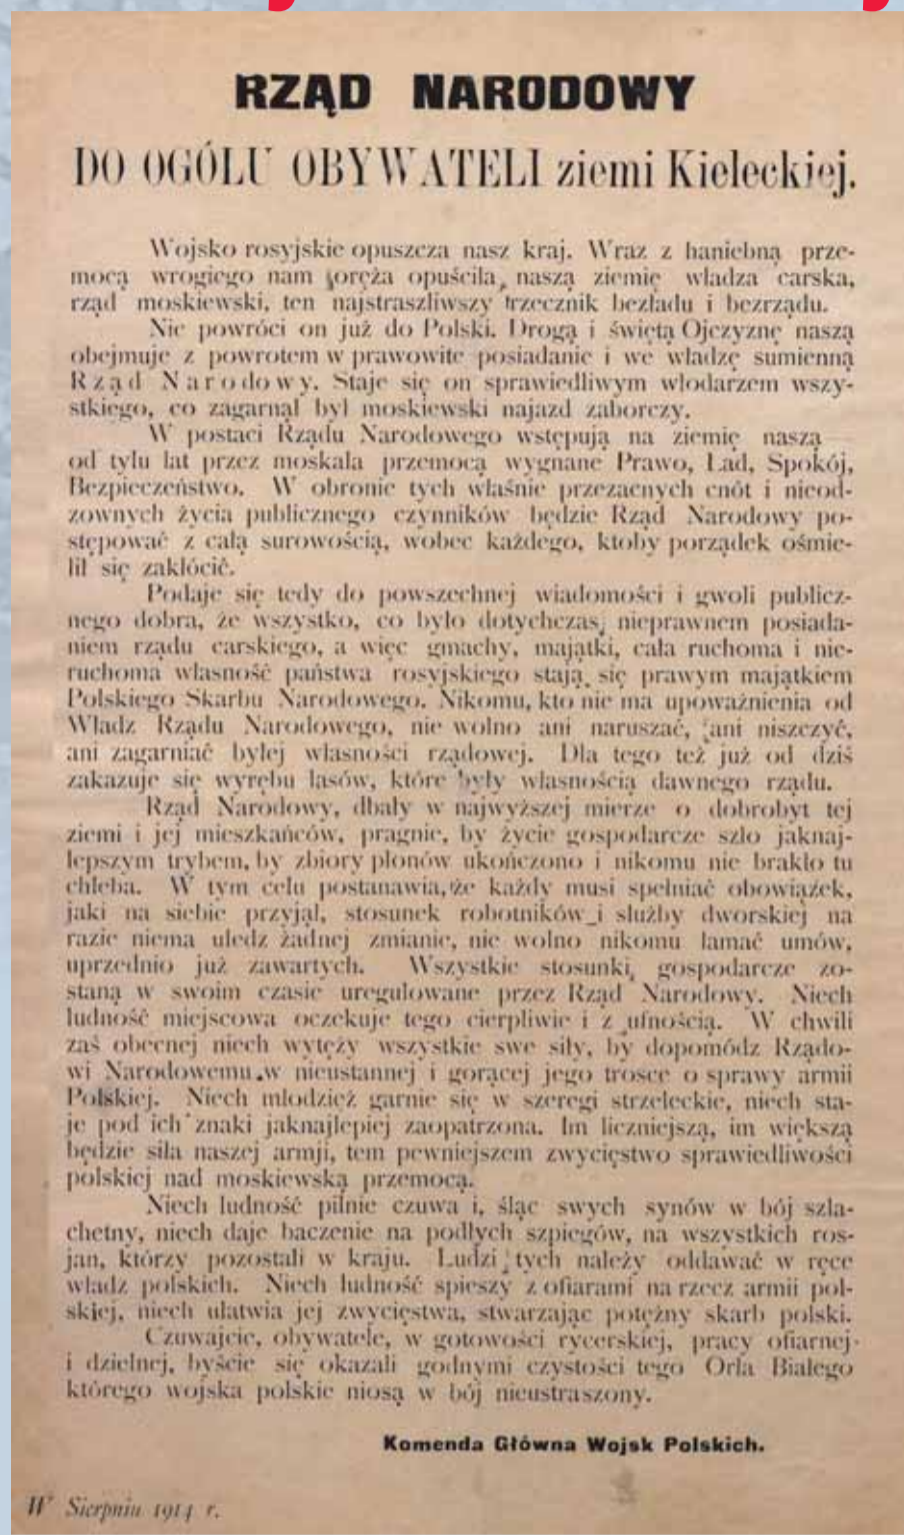 RZĄD NARODOWY
DO OGÓŁU OBYWATELI ziemi Kieleckiej.
Wojsko rosyjskie opuszcza nasz kraj. Wraz z haniebną prze-
mocą wrogiego nam oręża opuściła naszą ziemię władza carska,
rząd moskiewski, ten najstraszliwszy rzecznik bezładu i bezrządu.
Nie powróci on już do Polski. Drogą i świętą Ojczyznę naszą
obejmuje z powrotem w prawowite posiadanie i we władzę sumienną
Rząd Narodowy. Staje się on sprawiedliwym włodarzem wszy-
stkiego, co zagarnął był moskiewski najazd zaborczy.
W postaci Rządu Narodowego wstępują na ziemię naszą
od tylu lat przez moskala przemocą wygnane Prawo, Ład, Spokój,
Bezpieczeństwo. W obronie tych właśnie przezacnych cnót i nieod-
zownych życia publicznego czynników będzie Rząd Narodowy po-
stępować z całą surowością, wobec każdego, ktoby porządek ośmie-
lił się zakłócić.
Podaje się tedy do powszechnej wiadomości i gwoli publicz-
nego dobra, że wszystko, co było dotychczas nieprawnem posiada-
niem rządu carskiego, a więc gmachy, majątki, cała ruchoma i nie-
ruchoma własność państwa rosyjskiego stają się prawym majątkiem
Polskiego Skarbu Narodowego. Nikomu, kto nie ma upoważnienia od
Władz Rządu Narodowego, nie wolno ani naruszać, ani niszczyć,
ani zagarniać byłej własności rządowej. Dla tego też już od dziś
zakazuje się wyrębu lasów, które były własnością dawnego rządu.
Rząd Narodowy, dbały w najwyższej mierze o dobrobyt tej
ziemi i jej mieszkańców, pragnie, by życie gospodarcze szło jaknaj-
lepszym trybem, by zbiory plonów ukończono i nikomu nie brakło tu
chleba. W tym celu postanawia, że każdy musi spełniać obowiązek,
jaki na siebie przyjął, stosunek robotników i służby dworskiej na
razie niema uledz żadnej zmianie, nie wolno nikomu łamać umów,
uprzednio już zawartych. Wszystkie stosunki gospodarcze zo-
staną w swoim czasie uregulowane przez Rząd Narodowy. Niech
ludność miejscowa oczekuje tego cierpliwie i z ufnością. W chwili
zaś obecnej niech wytęży wszystkie swe siły, by dopomódz Rządo-
wi Narodowemu w nieustannej i gorącej jego trosce o sprawy armii
Polskiej. Niech młodzież garnie się w szeregi strzeleckie, niech sta-
je pod ich znaki jaknajlepiej zaopatrzona. Im liczniejszą, im większą
będzie siła naszej armji, tem pewniejszem zwycięstwo sprawiedliwości
polskiej nad moskiewską przemocą.
Niech ludność pilnie czuwa i, śląc swych synów w bój szla-
chetny, niech daje baczenie na podłych szpiegów, na wszystkich ros-
jan, którzy pozostali w kraju. Ludzi tych należy oddawać w ręce
władz polskich. Niech ludność spieszy z ofiarami na rzecz armii pol-
skiej, niech ułatwia jej zwycięstwa, stwarzając potężny skarb polski.
Czuwajcie, obywatele, w gotowości rycerskiej, pracy ofiarnej
i dzielnej, byście się okazali godnymi czystości tego Orła Białego
którego wojska polskie niosą w bój nieustraszony.
Komenda Główna Wojsk Polskich.
W Sierpniu 1914 r.